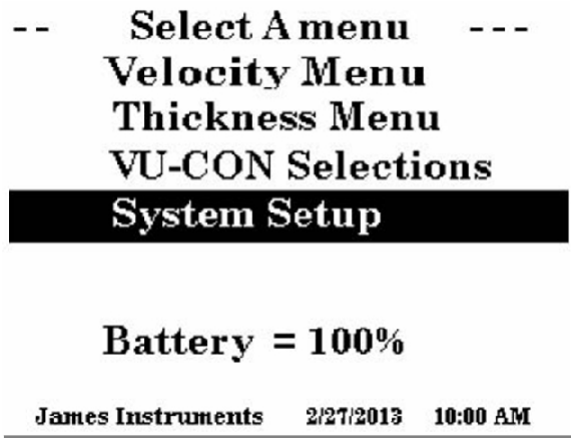 -- Select A menu ---
Velocity Menu
Thickness Menu
VU-CON Selections
System Setup
Battery = 100%
James Instruments 2/27/2013 10:00 AM